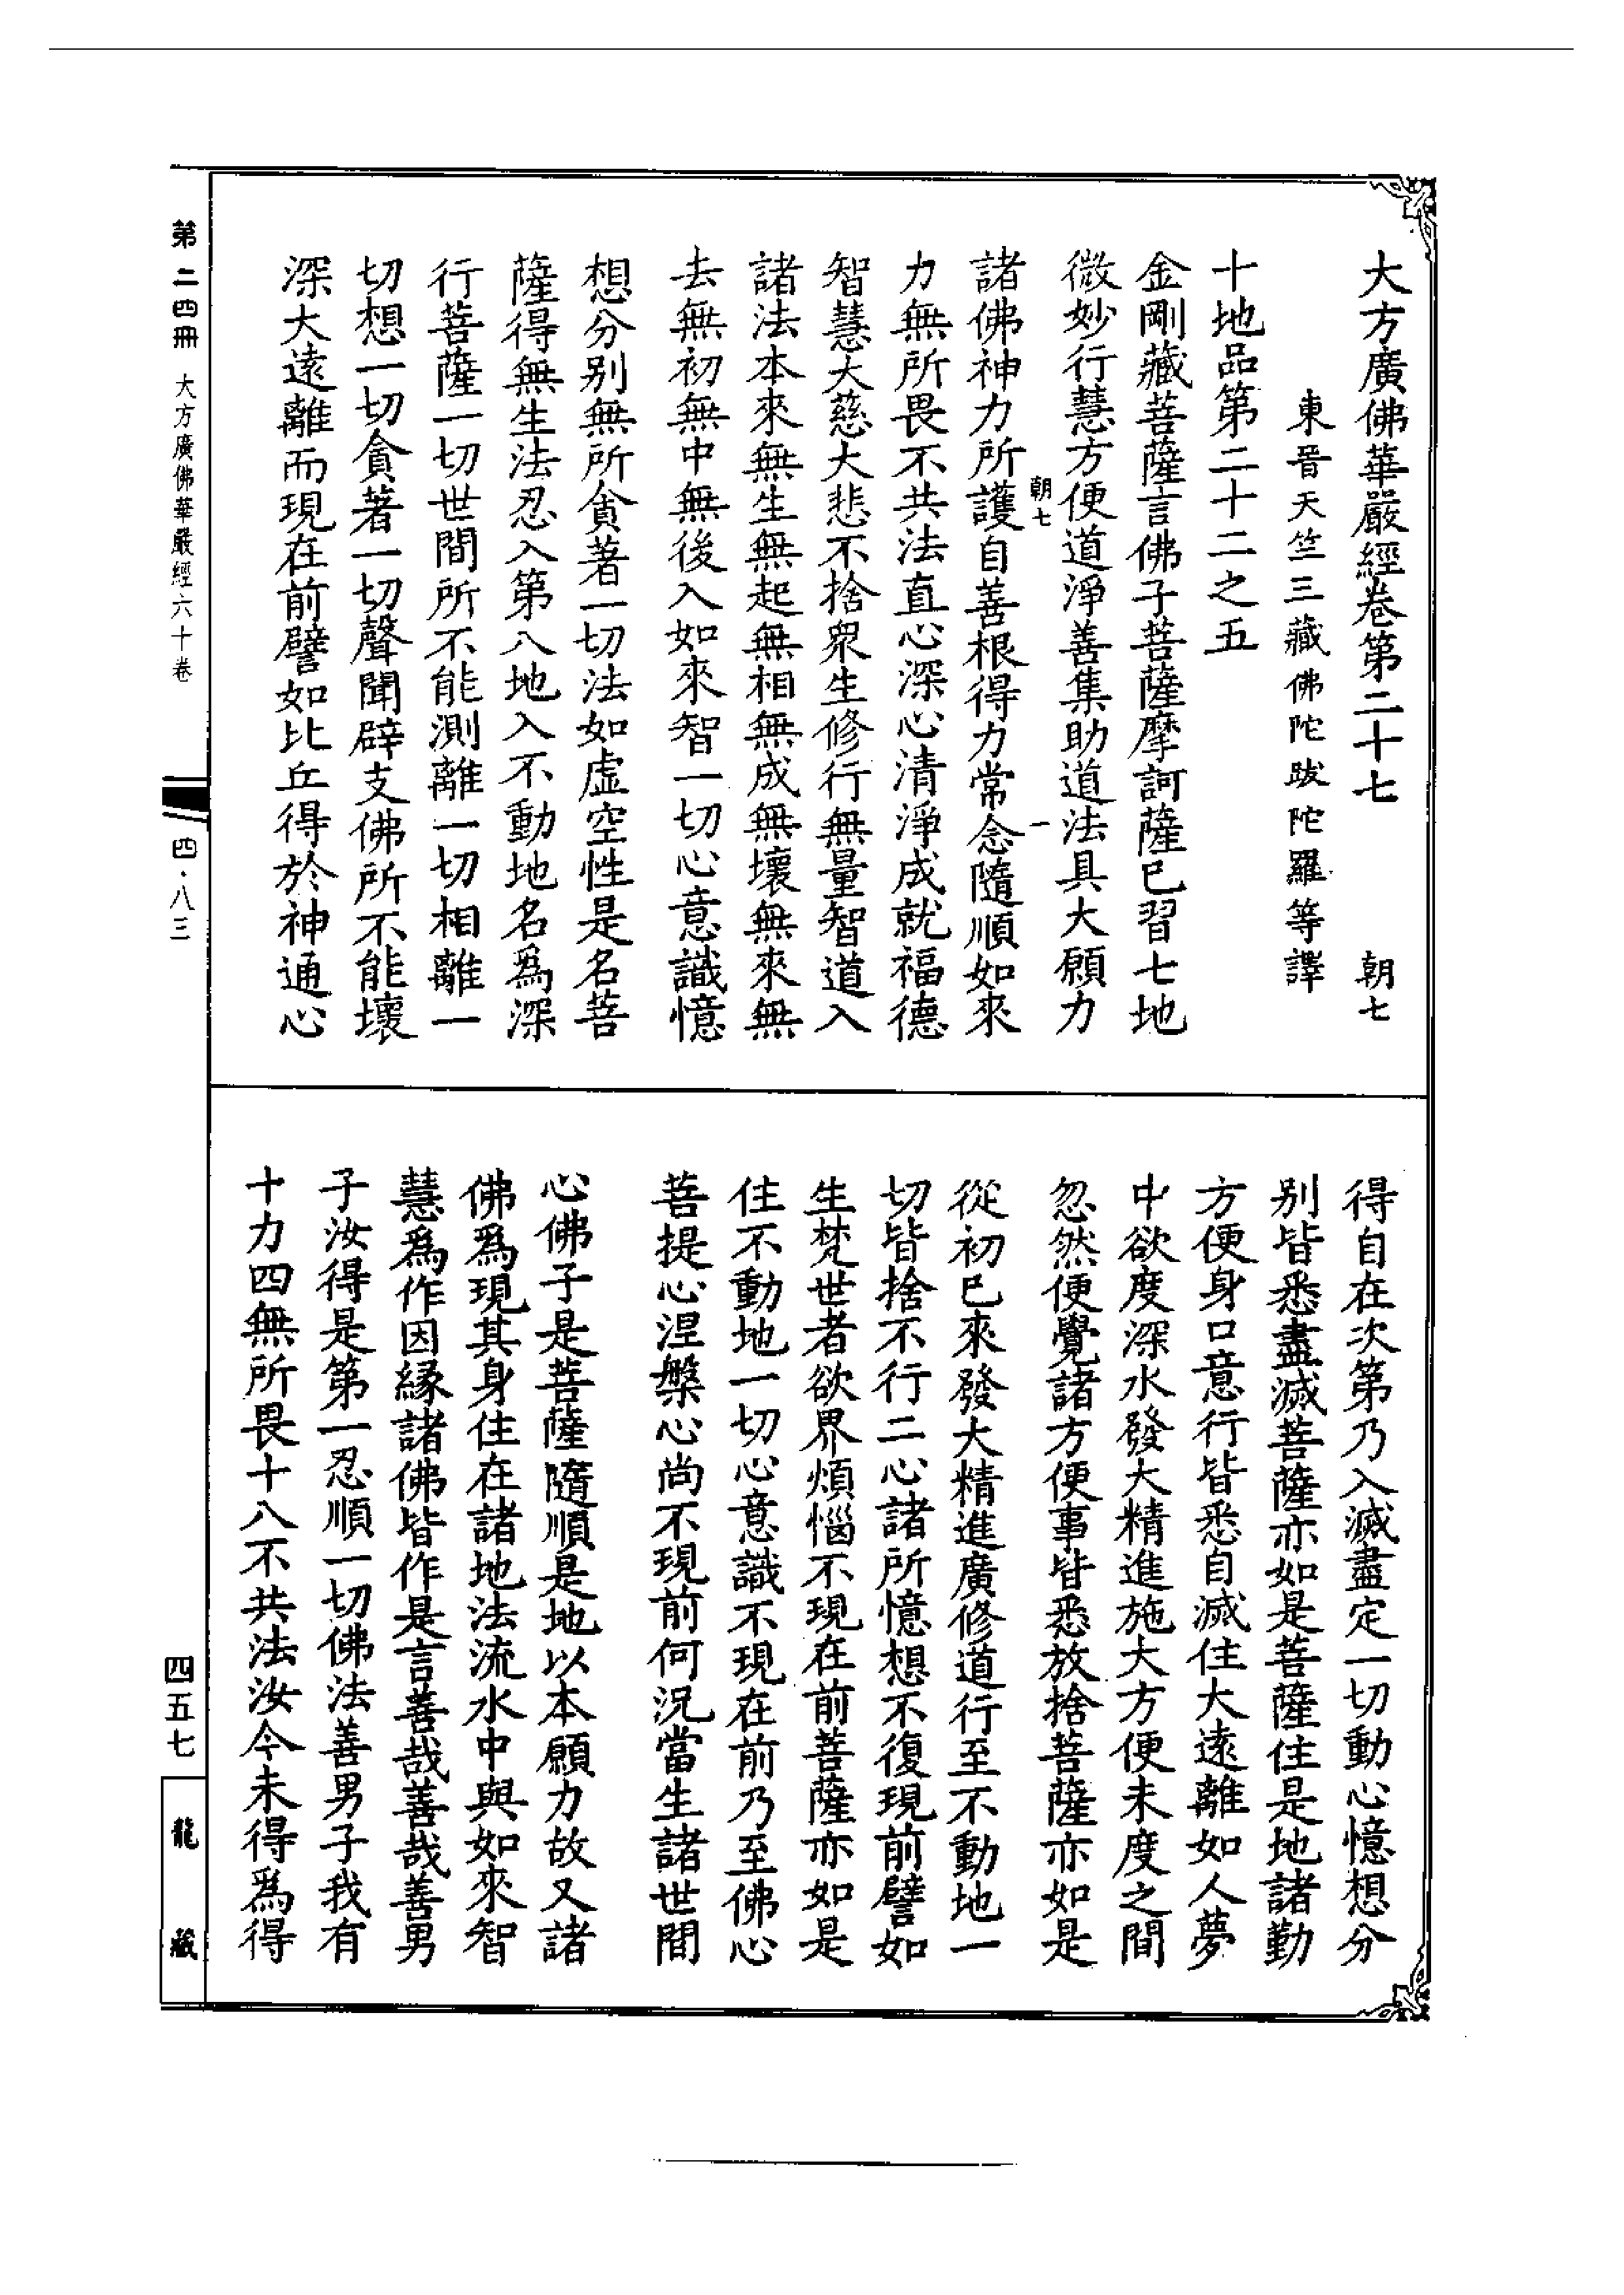 大方廣佛華嚴經卷第二十七 朝七
東晉天竺三藏佛陀跋陀羅等譯
十地品第二十二之五
金剛藏菩薩言佛子菩薩摩訶薩已習七地
微妙行慧方便道淨善集助道法具大願力
朝七 一
諸佛神力所護自善根得力常念隨順如來
力無所畏不共法直心深心清淨成就福德
智慧大慈大悲不捨衆生修行無量智道入
諸法本來無生無起無相無成無壞無來無
去無初無中無後入如來智一切心意識憶
想分别無所貪著一切法如虛空性是名菩
薩得無生法忍入第八地入不動地名爲深
行菩薩一切世間所不能測離一切相離一
切想一切貪著一切聲聞辟支佛所不能壞
深大遠離而現在前譬如比丘得於神通心
得自在次第乃入滅盡定一切動心憶想分
别皆悉盡滅菩薩亦如是菩薩住是地諸勤
方便身口意行皆悉自滅住大遠離如人夢
中欲度深水發大精進施大方便未度之間
忽然便覺諸方便事皆悉放捨菩薩亦如是
從初已來發大精進廣修道行至不動地一
切皆捨不行二心諸所憶想不復現前譬如
生梵世者欲界煩惱不現在前菩薩亦如是
住不動地一切心意識不現在前乃至佛心
菩提心涅槃心尚不現前何況當生諸世間
心佛子是菩薩隨順是地以本願力故又諸
佛爲現其身住在諸地法流水中與如來智
慧爲作因緣諸佛皆作是言善哉善哉善男
子汝得是第一忍順一切佛法善男子我有
十力四無所畏十八不共法汝今未得爲得
第二四冊 大方廣佛華嚴經六十卷
四·八三
四五七
龍藏